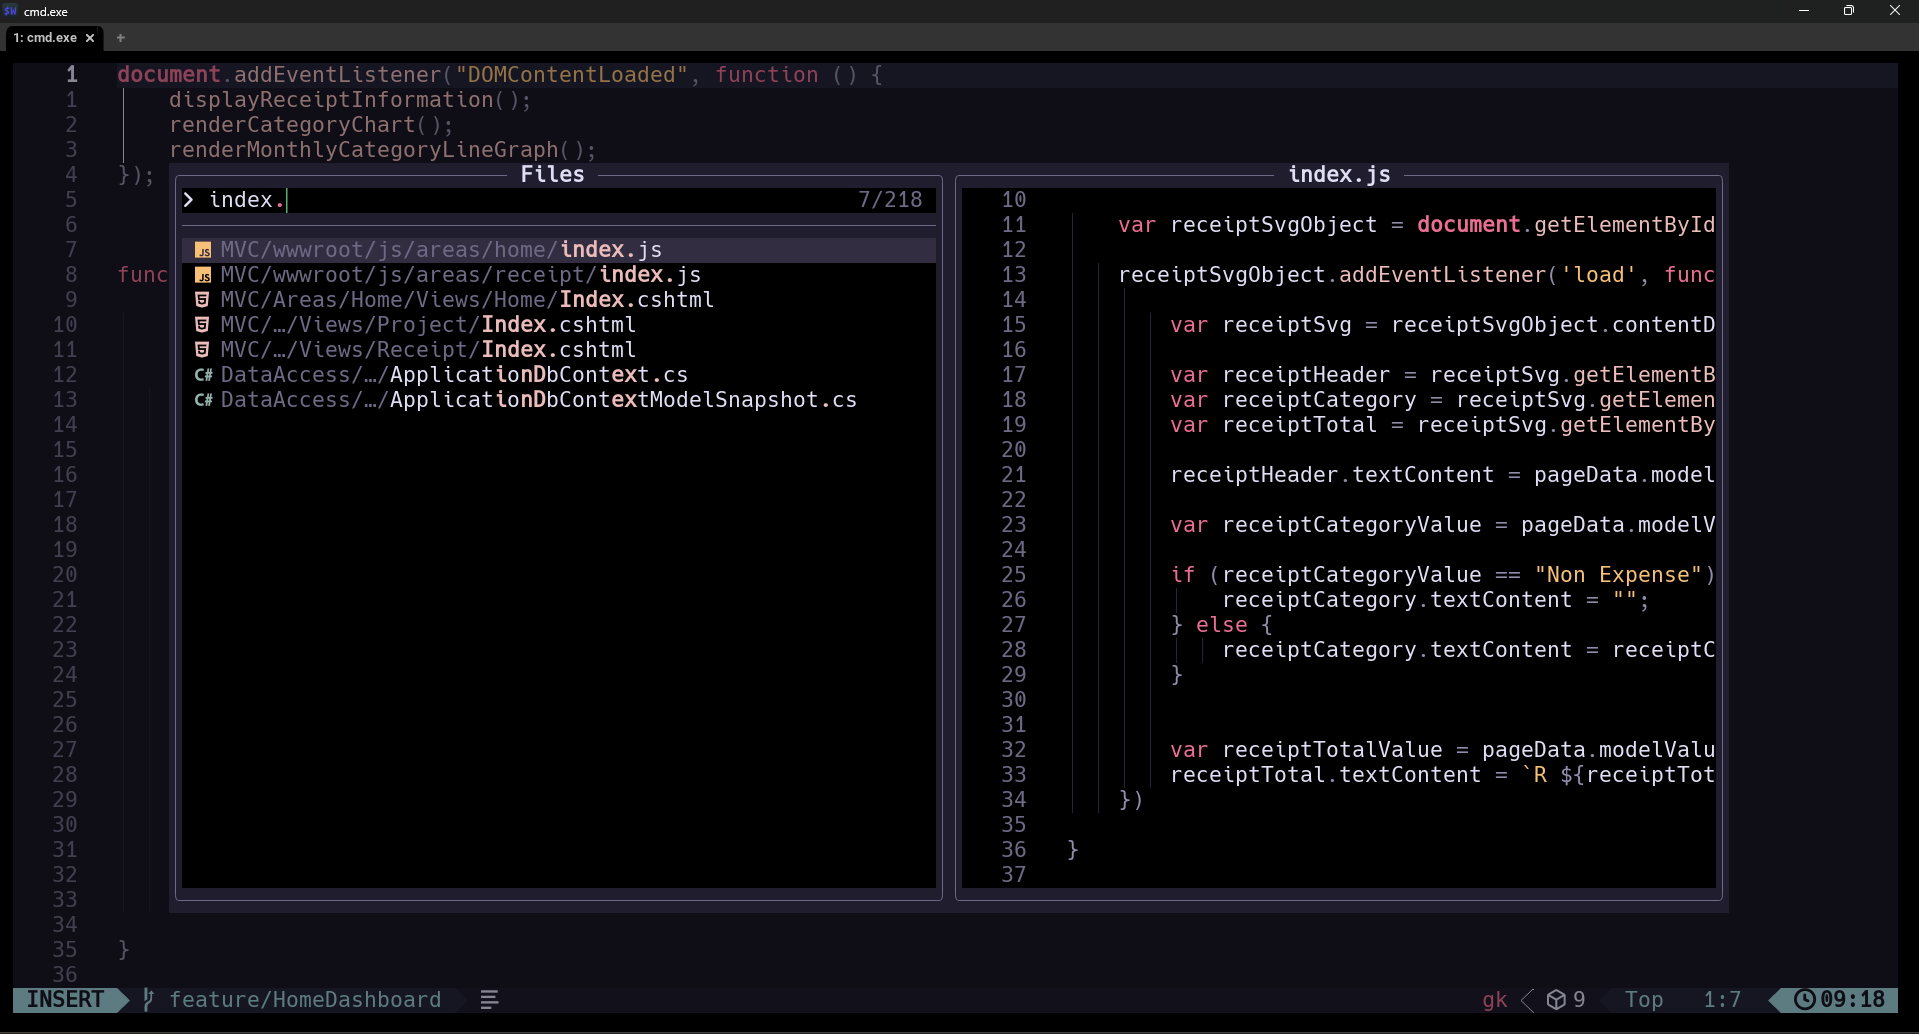 cmd.exe
1: cmd.exe
1 document.addEventListener("DOMContentLoaded", function () {
1 displayReceiptInformation();
2 renderCategoryChart();
3 renderMonthlyCategoryLineGraph();
4 });
5
6
7
8 func
9
10
11
12
13
14
15
16
17
18
19
20
21
22
23
24
25
26
27
28
29
30
31
32
33
34
35 }
36
Files
> index. 7/218
JS MVC/wwwroot/js/areas/home/index.js
JS MVC/wwwroot/js/areas/receipt/index.js
MVC/Areas/Home/Views/Home/Index.cshtml
MVC/…/Views/Project/Index.cshtml
MVC/…/Views/Receipt/Index.cshtml
C# DataAccess/…/ApplicationDbContext.cs
C# DataAccess/…/ApplicationDbContextModelSnapshot.cs
index.js
10
11 var receiptSvgObject = document.getElementById
12
13 receiptSvgObject.addEventListener('load', func
14
15 var receiptSvg = receiptSvgObject.contentD
16
17 var receiptHeader = receiptSvg.getElementB
18 var receiptCategory = receiptSvg.getElemen
19 var receiptTotal = receiptSvg.getElementBy
20
21 receiptHeader.textContent = pageData.model
22
23 var receiptCategoryValue = pageData.modelV
24
25 if (receiptCategoryValue == "Non Expense")
26 receiptCategory.textContent = "";
27 } else {
28 receiptCategory.textContent = receiptC
29 }
30
31
32 var receiptTotalValue = pageData.modelValu
33 receiptTotal.textContent = `R ${receiptTot
34 })
35
36 }
37
INSERT feature/HomeDashboard gk 9 Top 1:7 09:18